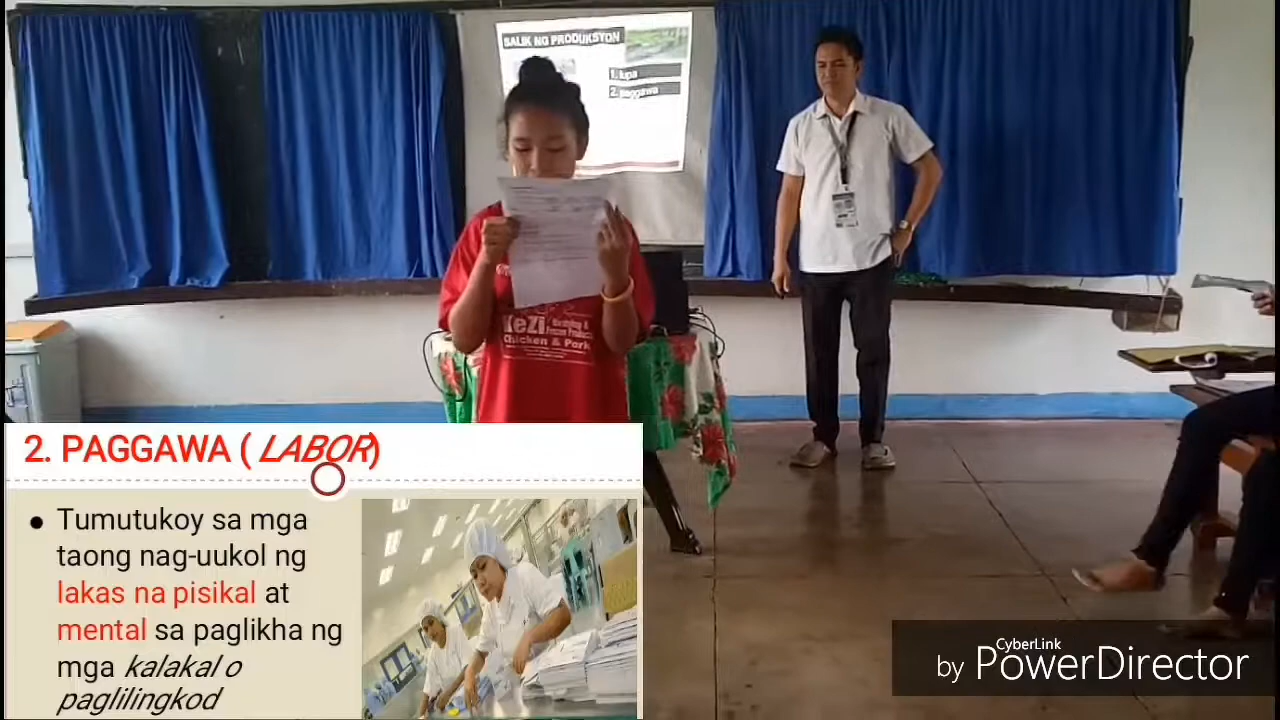 SALIK NG PRODUKSYON
1. lupa
2. paggawa
KeZi
Chicken & Pork
2. PAGGAWA ( LABOR)
● Tumutukoy sa mga
taong nag-uukol ng
lakas na pisikal at
mental sa paglikha ng
mga kalakal o
paglilingkod
CyberLink
by PowerDirector